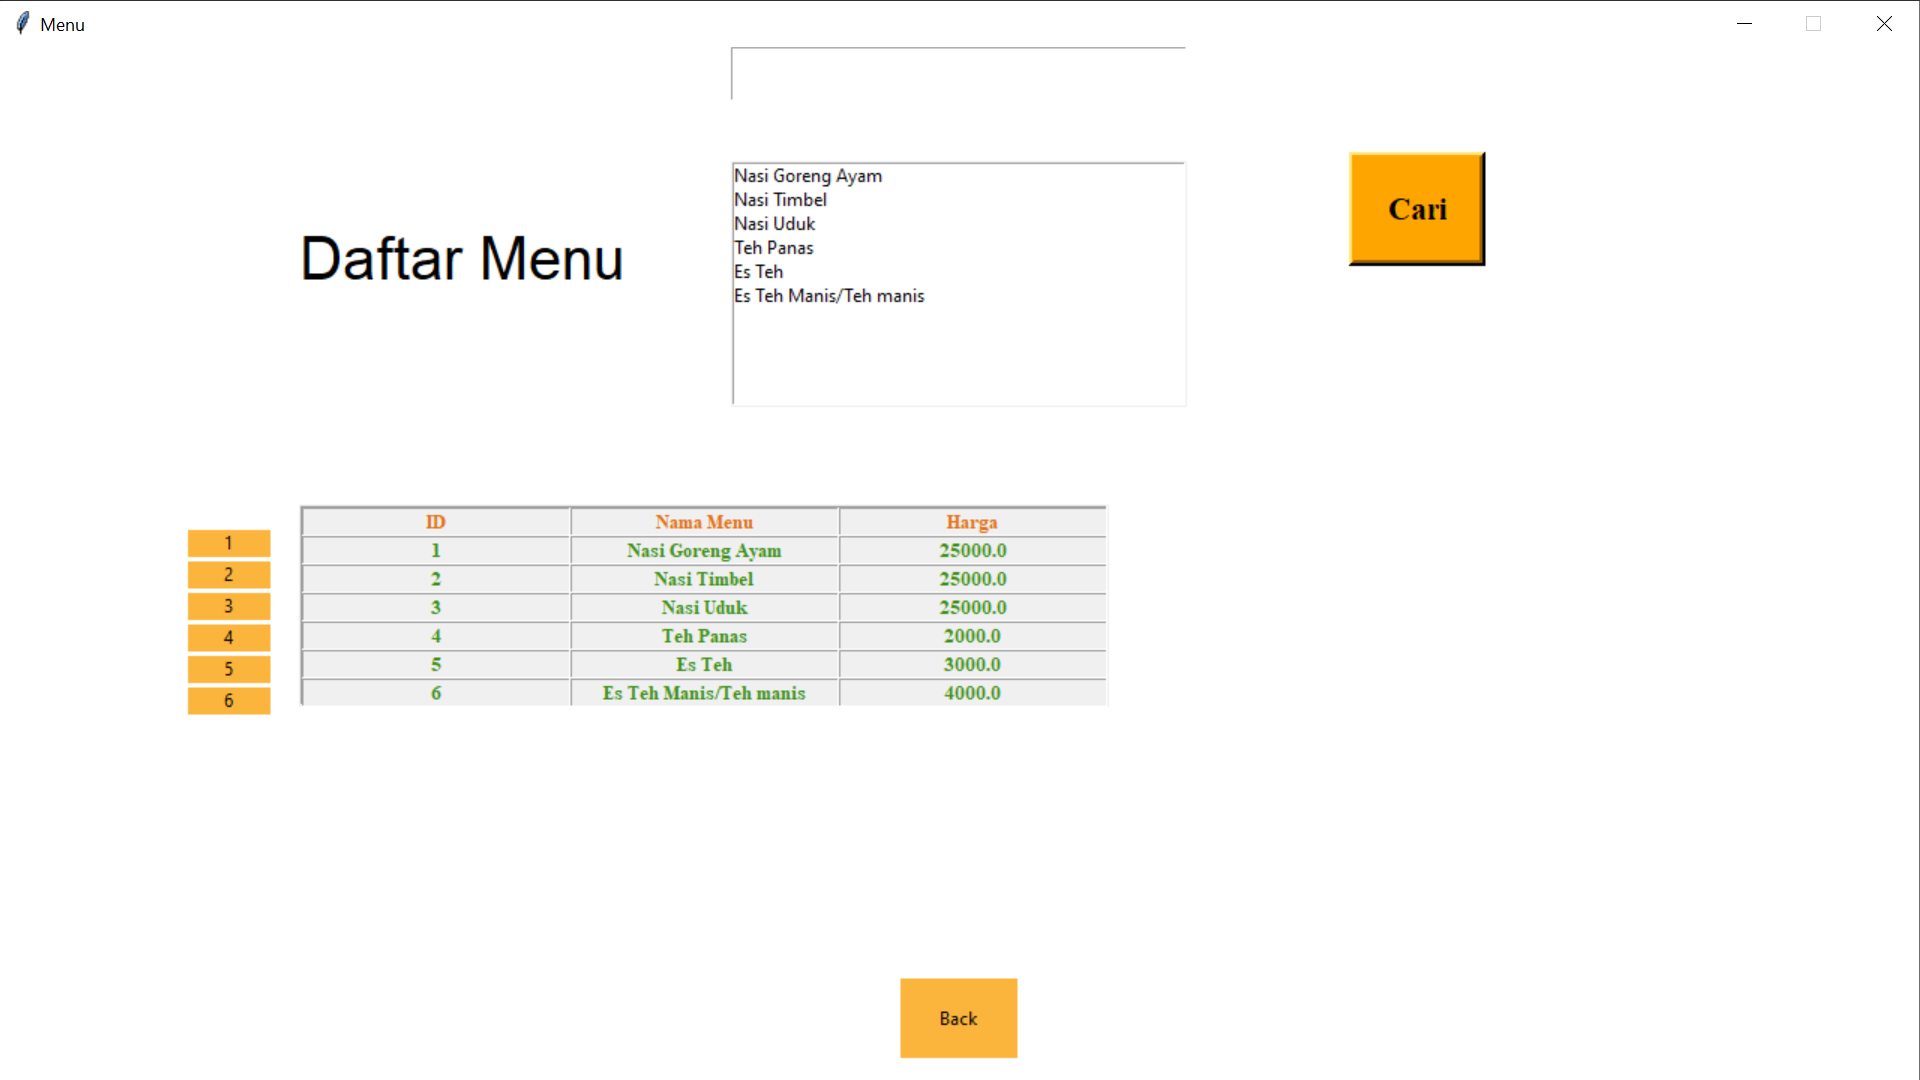 Menu
Nasi Goreng Ayam
Nasi Timbel
Nasi Uduk
Teh Panas
Es Teh
Es Teh Manis/Teh manis
Cari
Daftar Menu
ID Nama Menu Harga
1 1 Nasi Goreng Ayam 25000.0
2 2 Nasi Timbel 25000.0
3 3 Nasi Uduk 25000.0
4 4 Teh Panas 2000.0
5 5 Es Teh 3000.0
6 6 Es Teh Manis/Teh manis 4000.0
Back